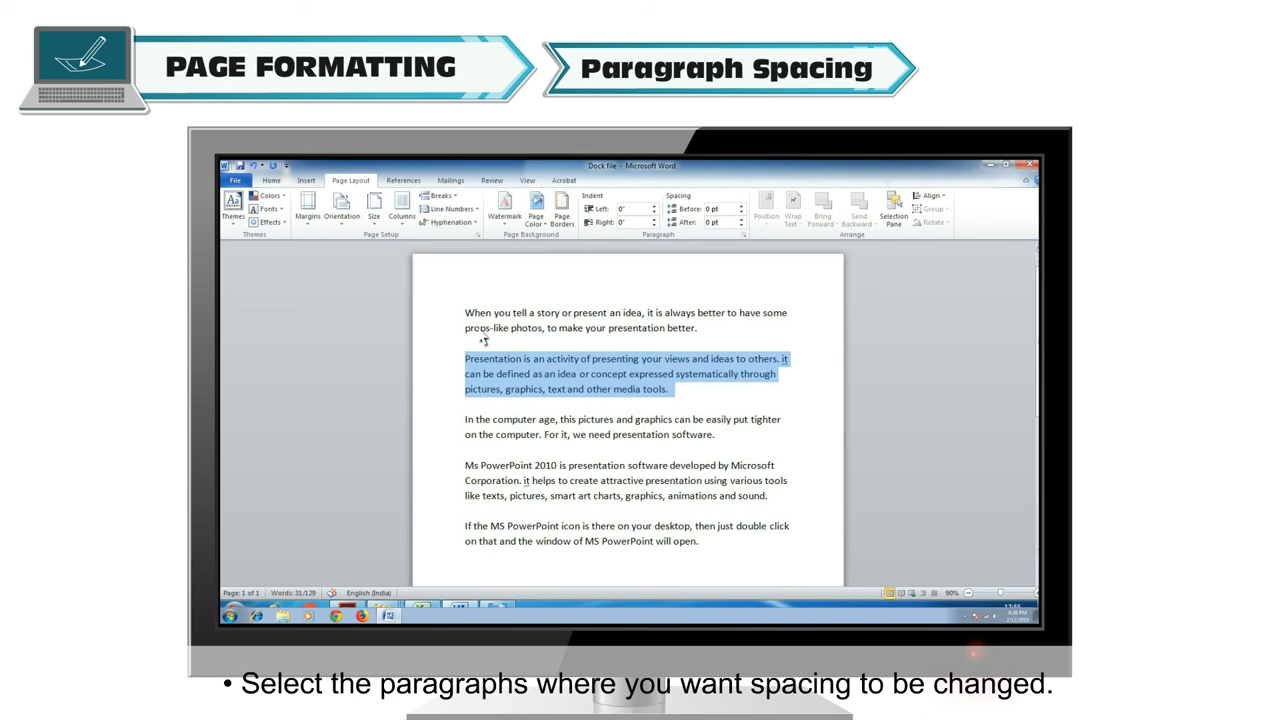 PAGE FORMATTING
Paragraph Spacing
Dock file - Microsoft Word
File Home Insert Page Layout References Mailings Review View Acrobat
Themes
Colors
Fonts
Effects
Themes
Margins Orientation Size Columns
Breaks
Line Numbers
Hyphenation
Page Setup
Watermark Page Color Page Borders
Page Background
Indent
Left: 0"
Right: 0"
Spacing
Before: 0 pt
After: 0 pt
Paragraph
Position Wrap Text Bring Forward Send Backward Selection Pane
Align
Group
Rotate
Arrange
When you tell a story or present an idea, it is always better to have some
props-like photos, to make your presentation better.
Presentation is an activity of presenting your views and ideas to others. it
can be defined as an idea or concept expressed systematically through
pictures, graphics, text and other media tools.
In the computer age, this pictures and graphics can be easily put tighter
on the computer. For it, we need presentation software.
Ms PowerPoint 2010 is presentation software developed by Microsoft
Corporation. it helps to create attractive presentation using various tools
like texts, pictures, smart art charts, graphics, animations and sound.
If the MS PowerPoint icon is there on your desktop, then just double click
on that and the window of MS PowerPoint will open.
Page: 1 of 1 Words: 31/129 English (India) 90%
• Select the paragraphs where you want spacing to be changed.